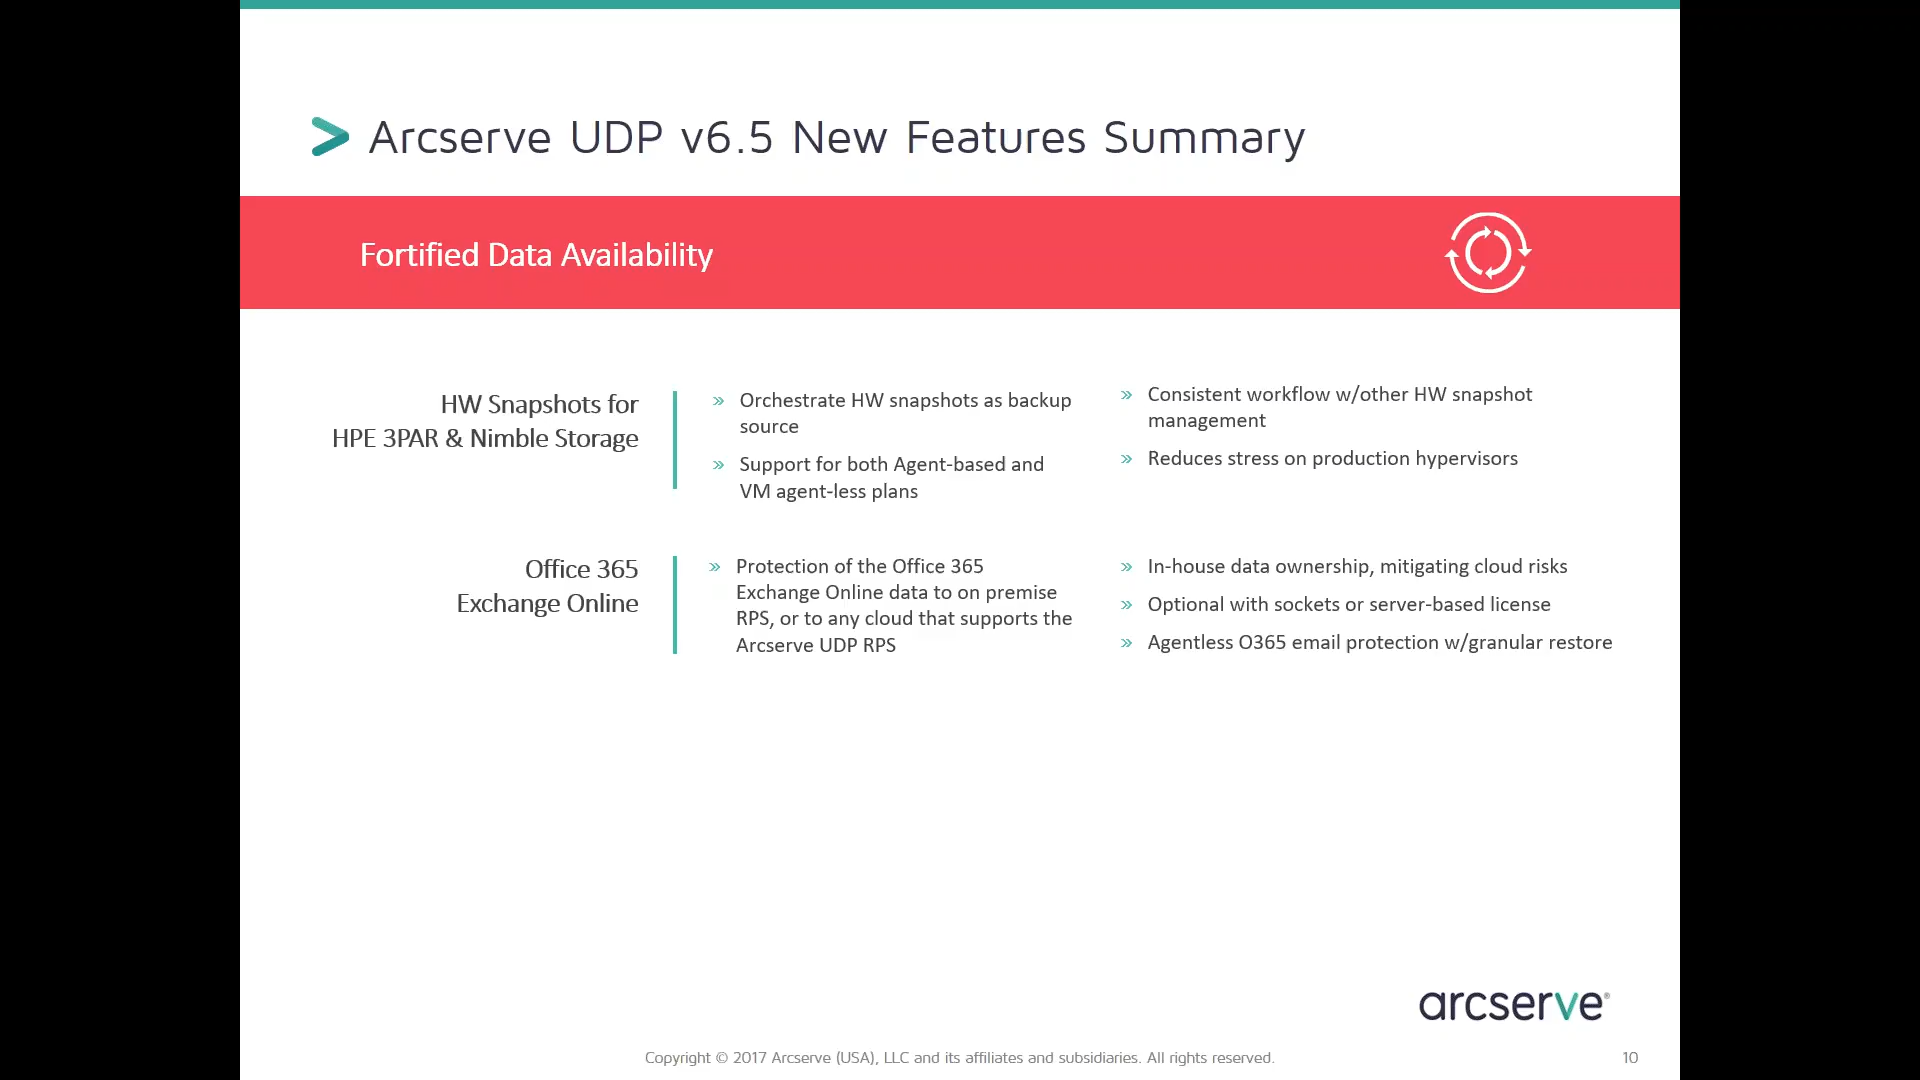 Arcserve UDP v6.5 New Features Summary
Fortified Data Availability
HW Snapshots for
HPE 3PAR & Nimble Storage
» Orchestrate HW snapshots as backup
source
» Support for both Agent-based and
VM agent-less plans
» Consistent workflow w/other HW snapshot
management
» Reduces stress on production hypervisors
Office 365
Exchange Online
» Protection of the Office 365
Exchange Online data to on premise
RPS, or to any cloud that supports the
Arcserve UDP RPS
» In-house data ownership, mitigating cloud risks
» Optional with sockets or server-based license
» Agentless O365 email protection w/granular restore
arcserve®
Copyright © 2017 Arcserve (USA), LLC and its affiliates and subsidiaries. All rights reserved.
10